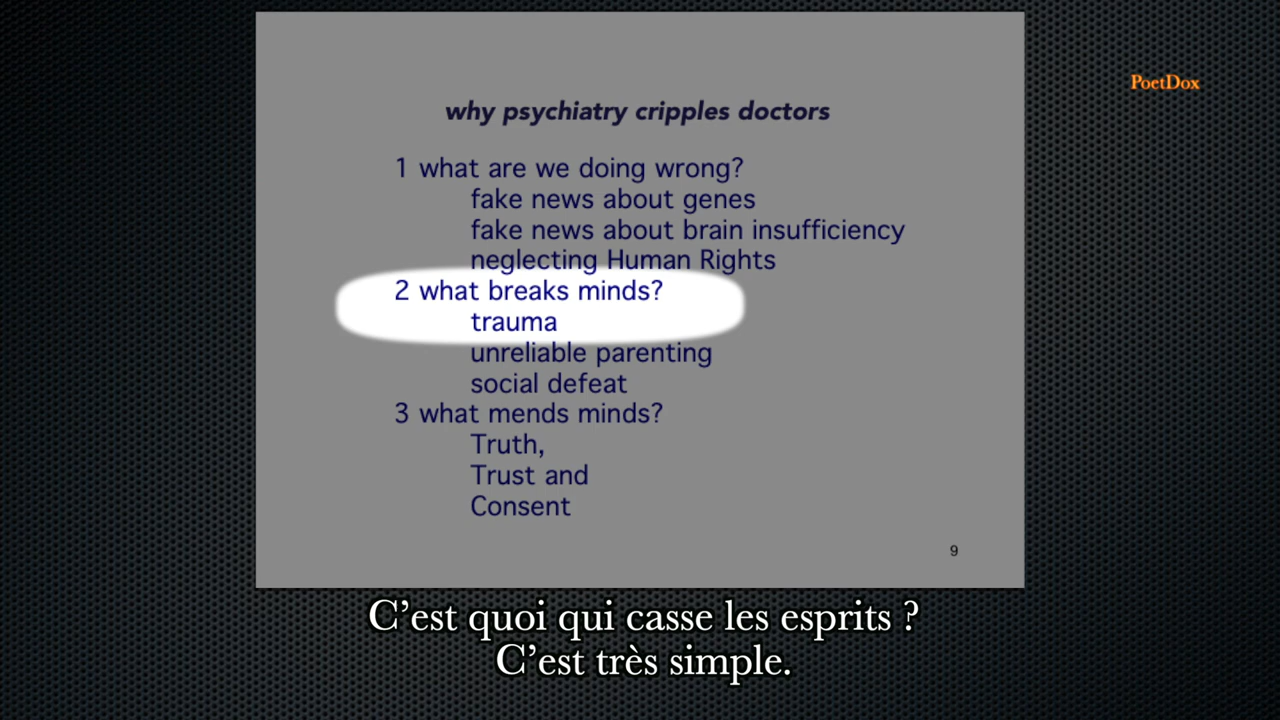 PoetDox
why psychiatry cripples doctors
1 what are we doing wrong?
fake news about genes
fake news about brain insufficiency
neglecting Human Rights
2 what breaks minds?
trauma
unreliable parenting
social defeat
3 what mends minds?
Truth,
Trust and
Consent
9
C’est quoi qui casse les esprits ?
C’est très simple.